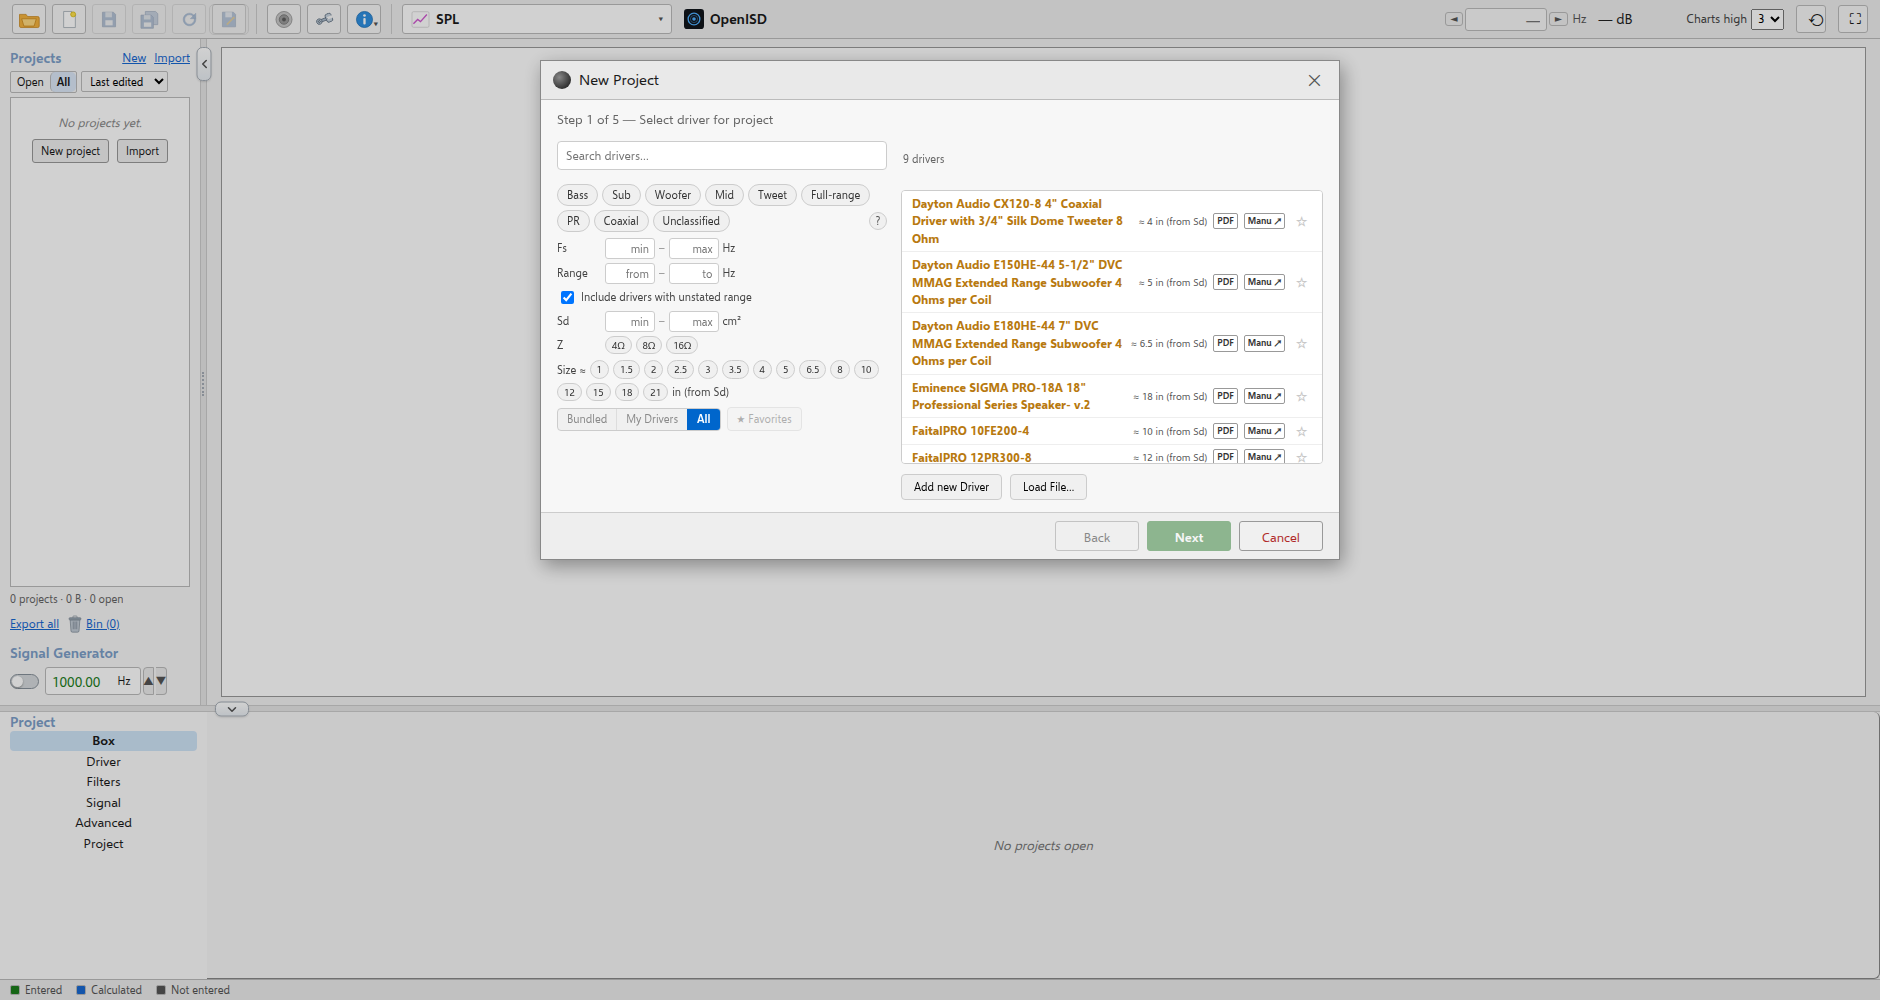 SPL
OpenISD
—
Hz
— dB
Charts high
3
Projects
New
Import
Open
All
Last edited
No projects yet.
New project
Import
0 projects · 0 B · 0 open
Export all
Bin (0)
Signal Generator
1000.00
Hz
New Project
Step 1 of 5 — Select driver for project
Search drivers...
9 drivers
Bass
Sub
Woofer
Mid
Tweet
Full-range
PR
Coaxial
Unclassified
?
Fs
min
–
max
Hz
Range
from
–
to
Hz
Include drivers with unstated range
Sd
min
–
max
cm²
Z
4Ω
8Ω
16Ω
Size ≈
1
1.5
2
2.5
3
3.5
4
5
6.5
8
10
12
15
18
21
in (from Sd)
Bundled
My Drivers
All
★ Favorites
Dayton Audio CX120-8 4" Coaxial
Driver with 3/4" Silk Dome Tweeter 8
Ohm
≈ 4 in (from Sd)
PDF
Manu ↗
Dayton Audio E150HE-44 5-1/2" DVC
MMAG Extended Range Subwoofer 4
Ohms per Coil
≈ 5 in (from Sd)
PDF
Manu ↗
Dayton Audio E180HE-44 7" DVC
MMAG Extended Range Subwoofer 4
Ohms per Coil
≈ 6.5 in (from Sd)
PDF
Manu ↗
Eminence SIGMA PRO-18A 18"
Professional Series Speaker- v.2
≈ 18 in (from Sd)
PDF
Manu ↗
FaitalPRO 10FE200-4
≈ 10 in (from Sd)
PDF
Manu ↗
FaitalPRO 12PR300-8
≈ 12 in (from Sd)
PDF
Manu ↗
Add new Driver
Load File...
Back
Next
Cancel
Project
Box
Driver
Filters
Signal
Advanced
Project
No projects open
Entered
Calculated
Not entered